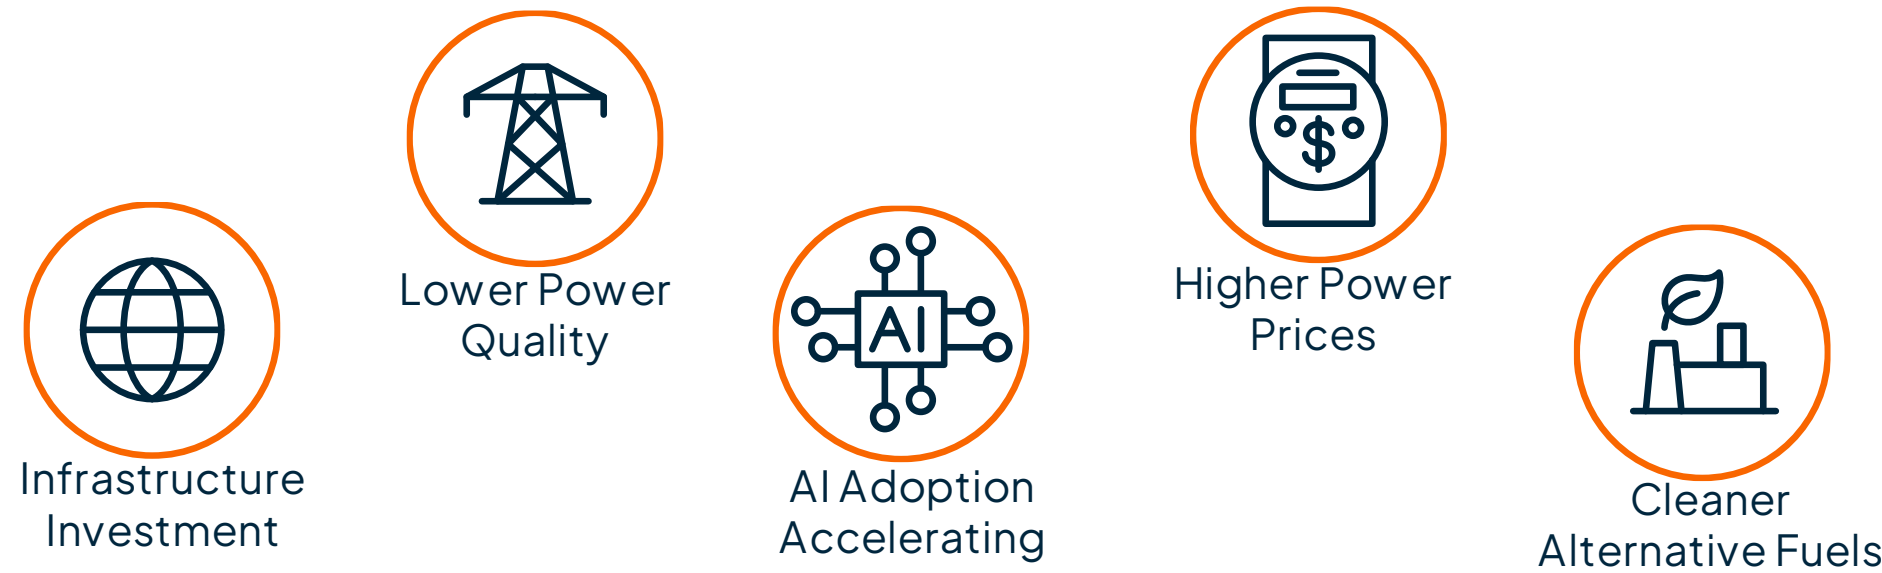 Infrastructure
Investment
Lower Power
Quality
AI
AI Adoption
Accelerating
$
Higher Power
Prices
Cleaner
Alternative Fuels